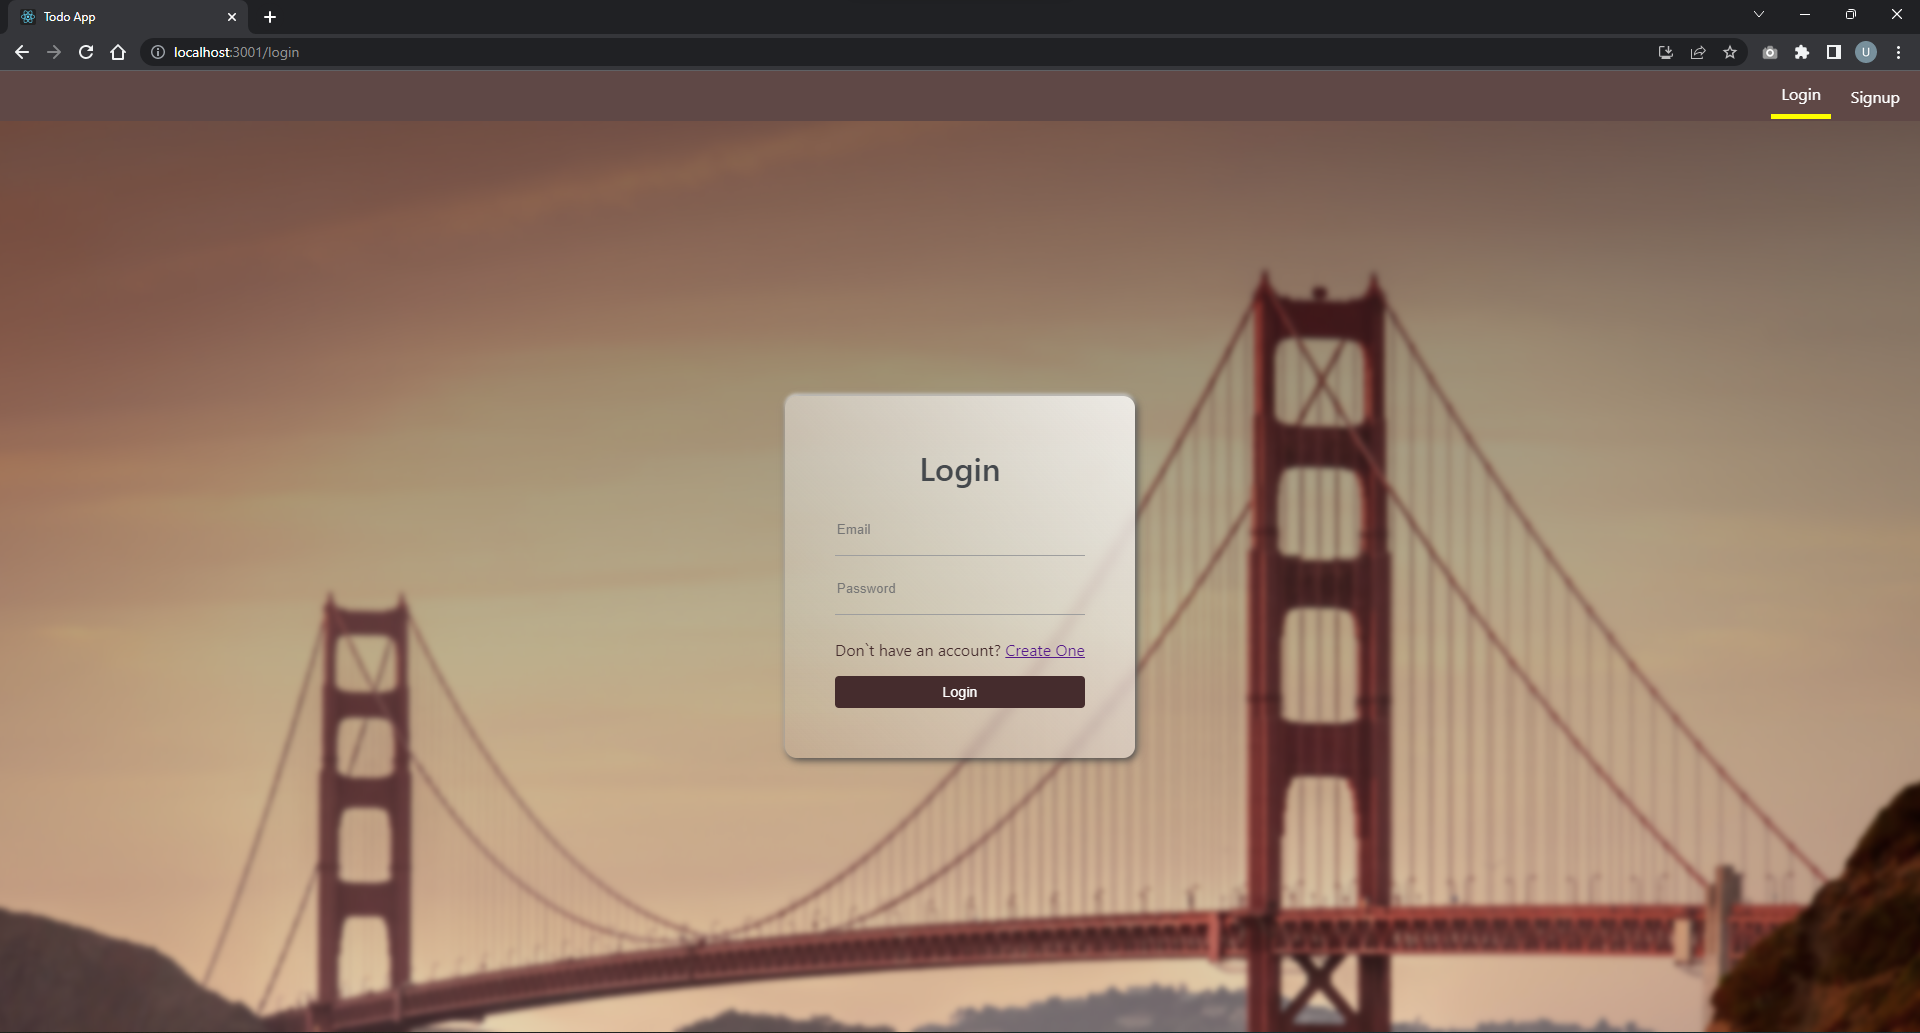 Todo App
localhost:3001/login
U
Login
Signup
Login
Email
Password
Don`t have an account? Create One
Login